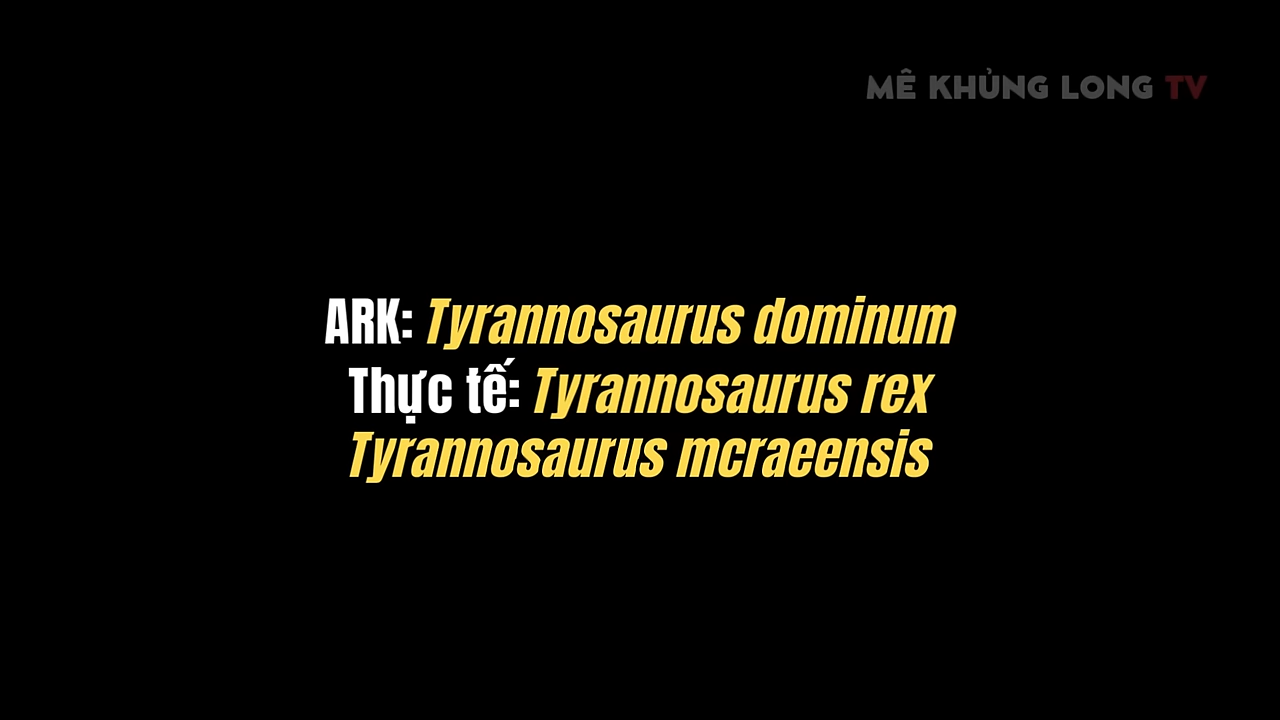 MÊ KHỦNG LONG TV
ARK: Tyrannosaurus dominum
Thực tế: Tyrannosaurus rex
Tyrannosaurus mcraeensis